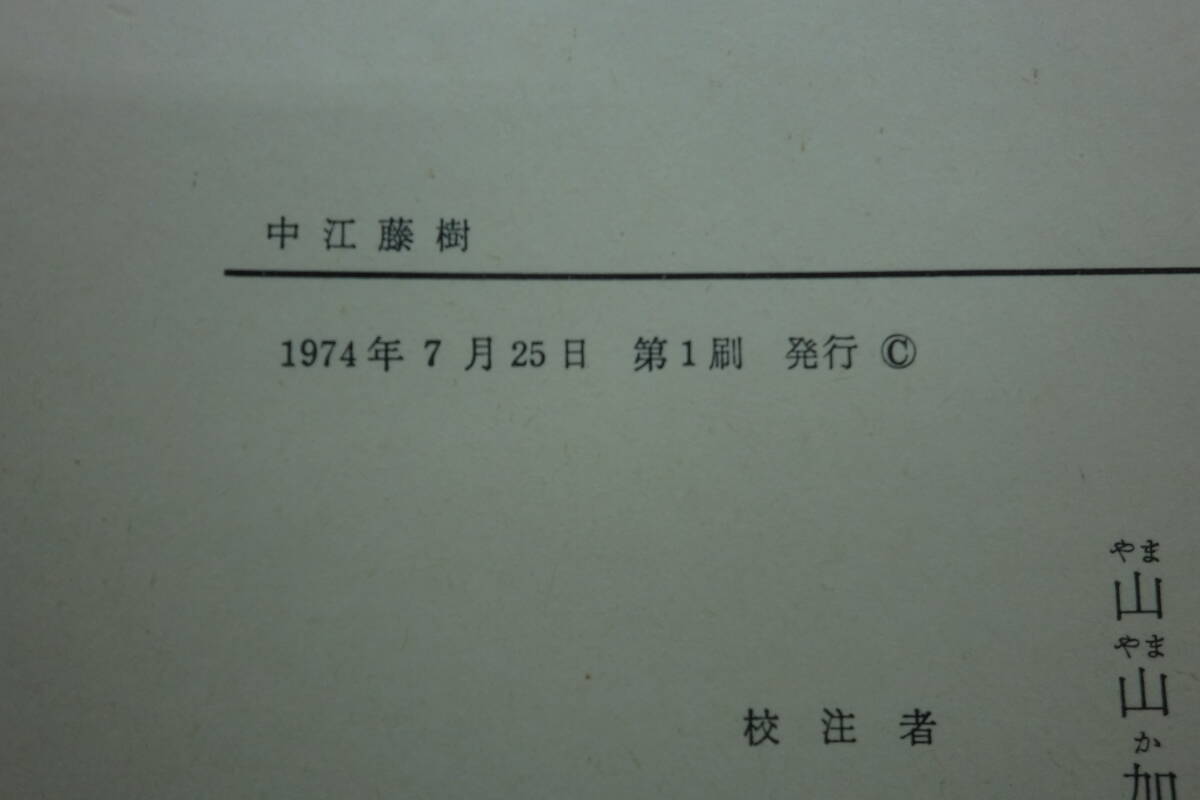 中江藤樹
1974年7月25日 第1刷 発行 ©
校注者
やま
山
やま
山
か
加